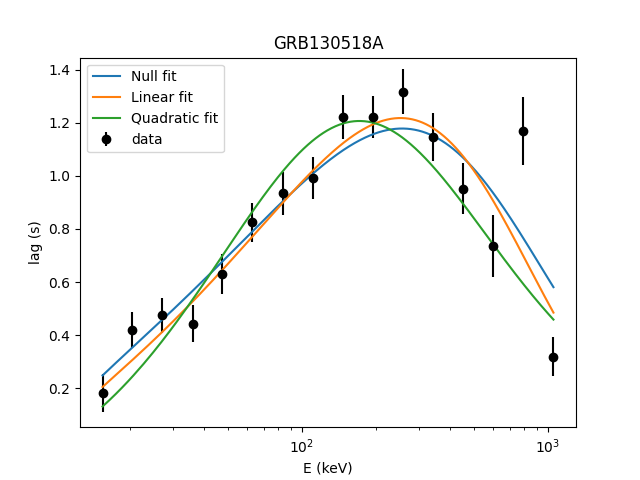 GRB130518A
Null fit
Linear fit
Quadratic fit
data
lag (s)
1.4
1.2
1.0
0.8
0.6
0.4
0.2
10²
10³
E (keV)